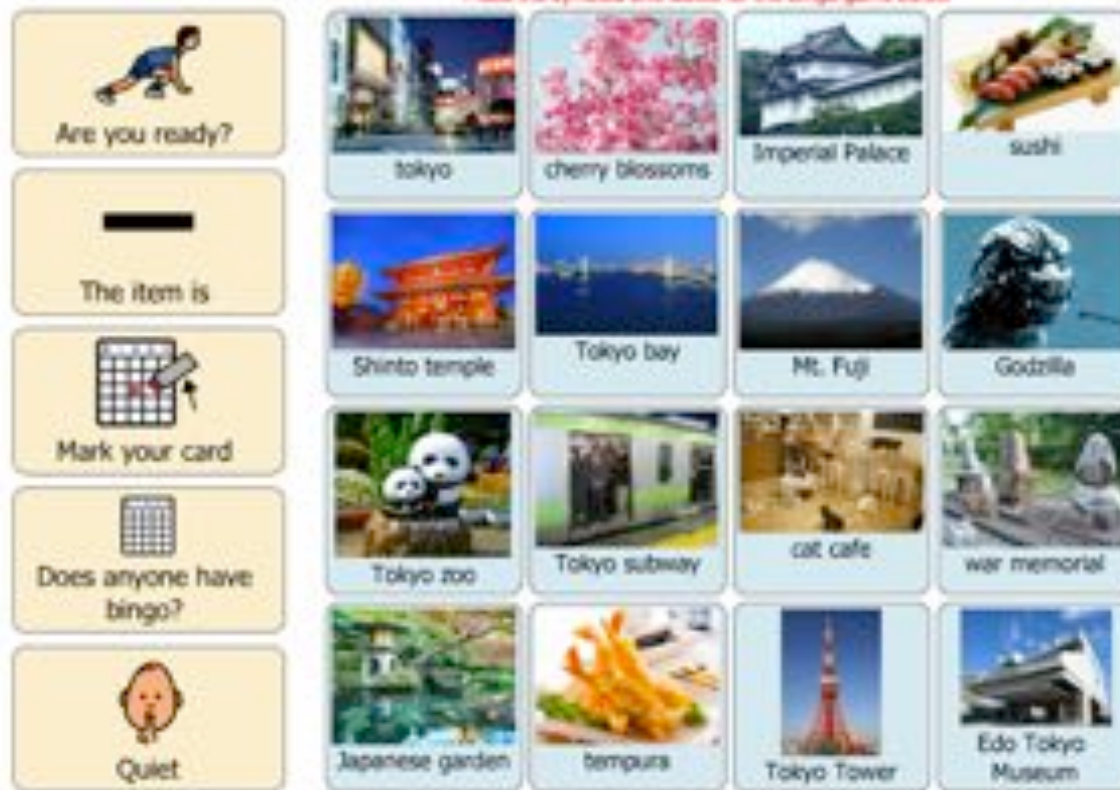 Are you ready?
The item is
Mark your card
Does anyone have
bingo?
Quiet
tokyo
cherry blossoms
Imperial Palace
sushi
Shinto temple
Tokyo bay
Mt. Fuji
Godzilla
Tokyo zoo
Tokyo subway
cat cafe
war memorial
Japanese garden
tempura
Tokyo Tower
Edo Tokyo
Museum